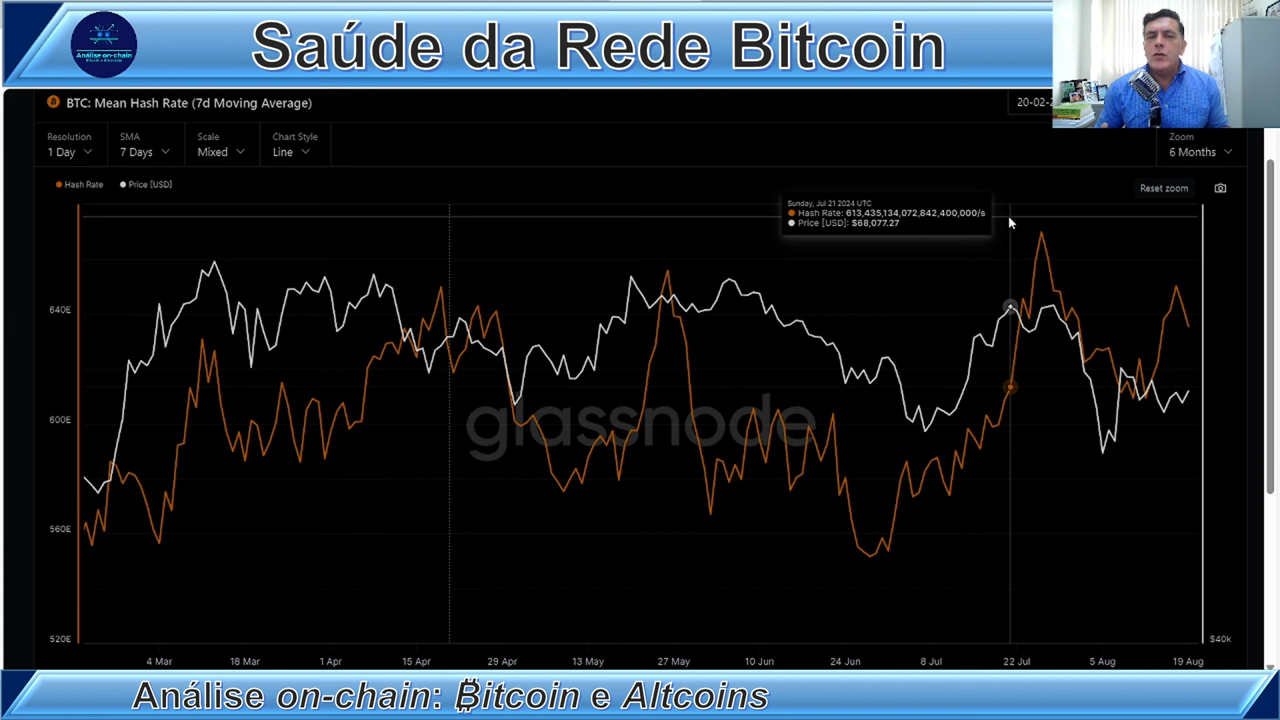 Saúde da Rede Bitcoin
Análise on-chain
BTC: Mean Hash Rate (7d Moving Average)
20-02-2
Resolution
1 Day
SMA
7 Days
Scale
Mixed
Chart Style
Line
Zoom
6 Months
Hash Rate
Price [USD]
Reset zoom
Sunday, Jul 21 2024 UTC
Hash Rate: 613,435,134,072,842,400,000/s
Price [USD]: $68,077.27
glassnode
640E
600E
560E
520E
$40k
4 Mar 18 Mar 1 Apr 15 Apr 29 Apr 13 May 27 May 10 Jun 24 Jun 8 Jul 22 Jul 5 Aug 19 Aug
Análise on-chain: ₿itcoin e Altcoins